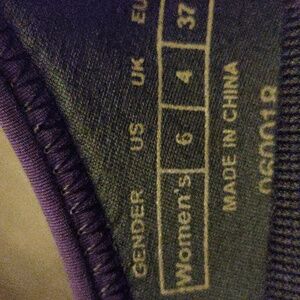 GENDER US UK EU
Women's 6 4 37
MADE IN CHINA